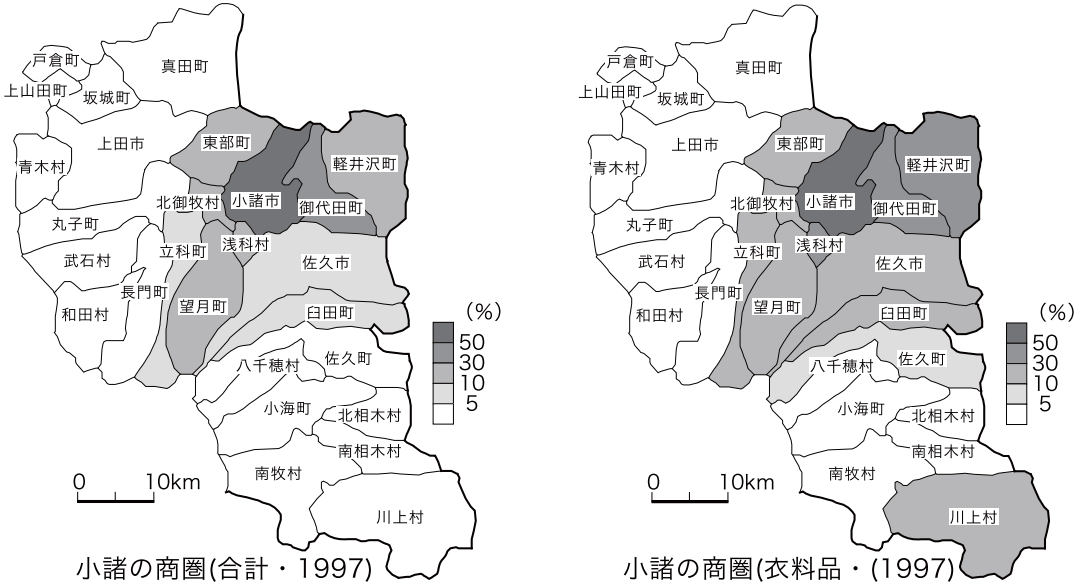 真田町
戸倉町
上山田町
坂城町
上田市
東部町
軽井沢町
青木村
北御牧村
小諸市
御代田町
丸子町
立科町
浅科村
武石村
佐久市
長門町
望月町
和田村
臼田町
佐久町
八千穂村
小海町
北相木村
南相木村
南牧村
川上村
(%)
50
30
10
5
0 10km
小諸の商圏(合計・1997)
真田町
戸倉町
上山田町
坂城町
上田市
東部町
軽井沢町
青木村
北御牧村
小諸市
御代田町
丸子町
立科町
浅科村
武石村
佐久市
長門町
望月町
和田村
臼田町
佐久町
八千穂村
小海町
北相木村
南相木村
南牧村
川上村
(%)
50
30
10
5
0 10km
小諸の商圏(衣料品・(1997)